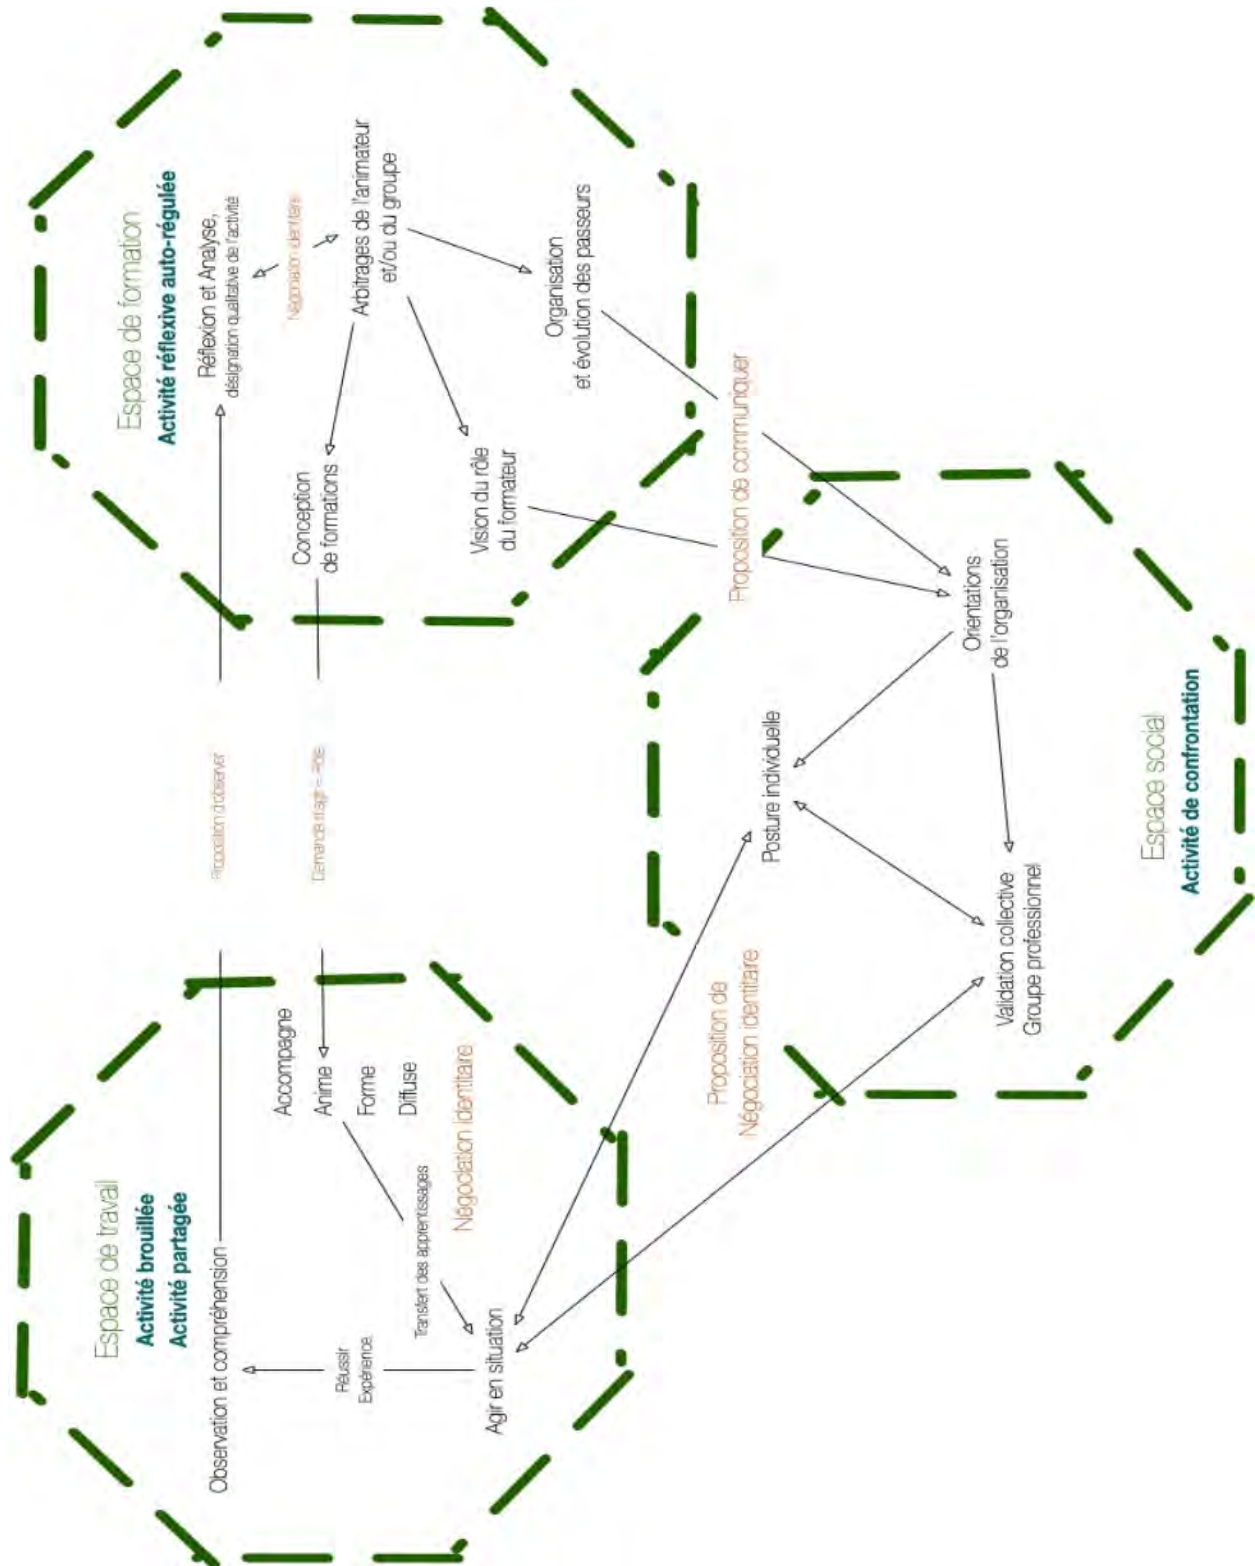 Espace de travail
Activité brouillée
Activité partagée
Observation et compréhension
Réussir
Expérience
Agir en situation
Transfert des apprentissages
Accompagne
Anime
Forme
Diffuse
Négociation identitaire
Proposition d'observer
Demande d'agir = Rôle
Espace de formation
Activité réflexive auto-régulée
Réflexion et Analyse,
désignation qualitative de l'activité
Négociation identitaire
Arbitrages de l'animateur
et/ou du groupe
Conception
de formations
Vision du rôle
du formateur
Organisation
et évolution des passeurs
Proposition de communiquer
Proposition de
Négociation identitaire
Posture individuelle
Orientations
de l'organisation
Validation collective
Groupe professionnel
Espace social
Activité de confrontation